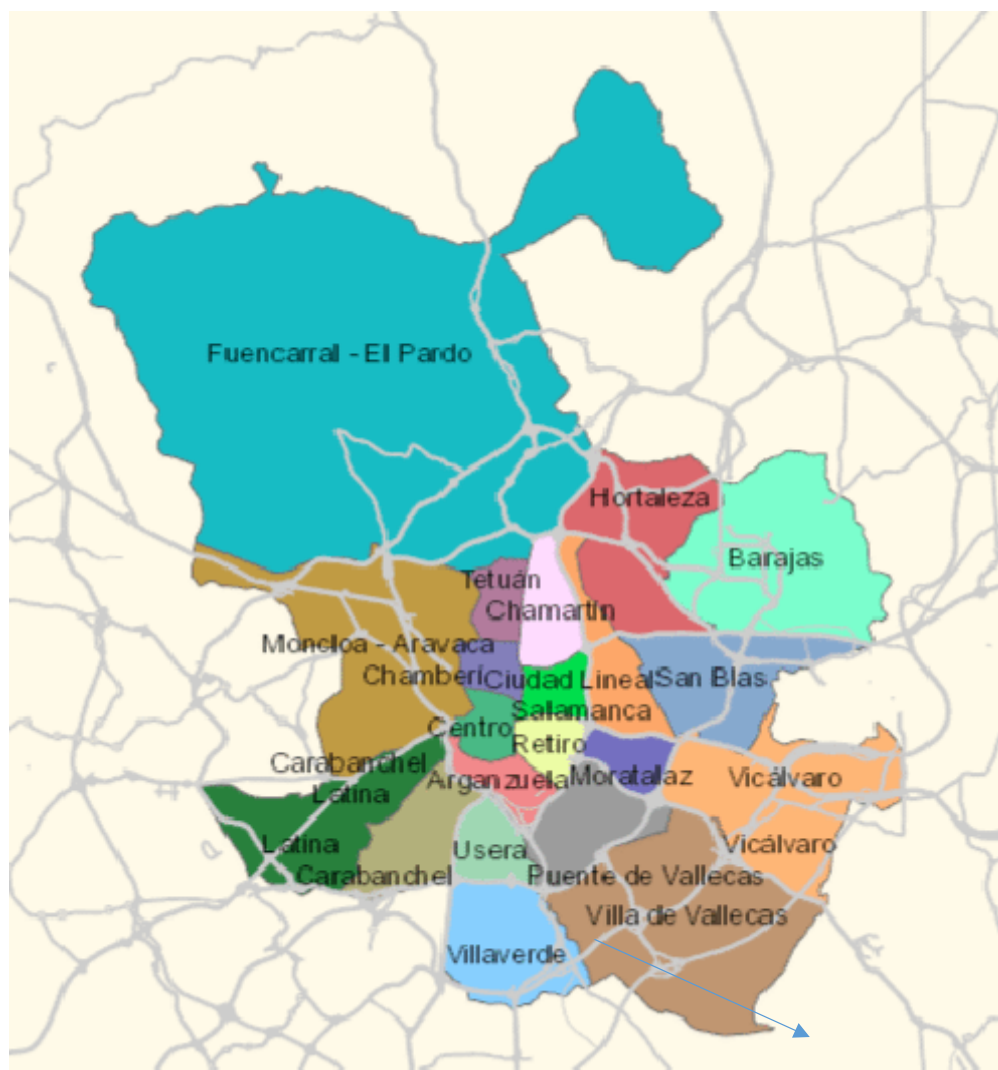 Fuencarral - El Pardo
Hortaleza
Barajas
Tetuán
Chamartín
Moncloa - Aravaca
Chamberí
Ciudad Lineal
San Blas
Salamanca
Centro
Retiro
Carabanchel
Arganzuela
Moratalaz
Vicálvaro
Latina
Latina
Usera
Vicálvaro
Carabanchel
Puente de Vallecas
Villa de Vallecas
Villaverde